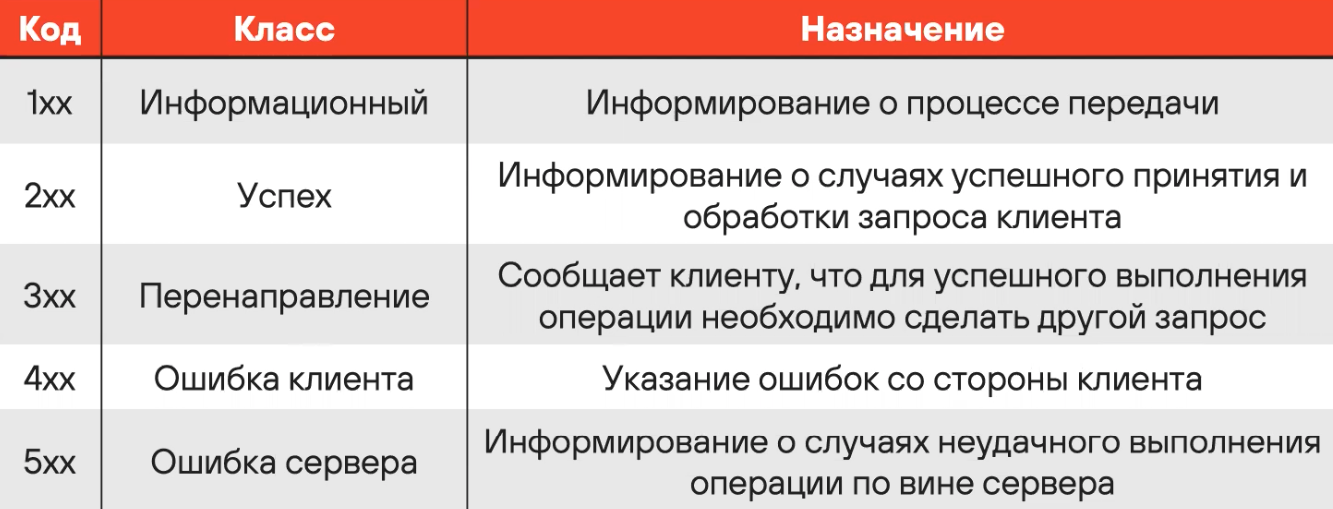 Код Класс Назначение
1xx Информационный Информирование о процессе передачи
2xx Успех Информирование о случаях успешного принятия и
обработки запроса клиента
3xx Перенаправление Сообщает клиенту, что для успешного выполнения
операции необходимо сделать другой запрос
4xx Ошибка клиента Указание ошибок со стороны клиента
5xx Ошибка сервера Информирование о случаях неудачного выполнения
операции по вине сервера